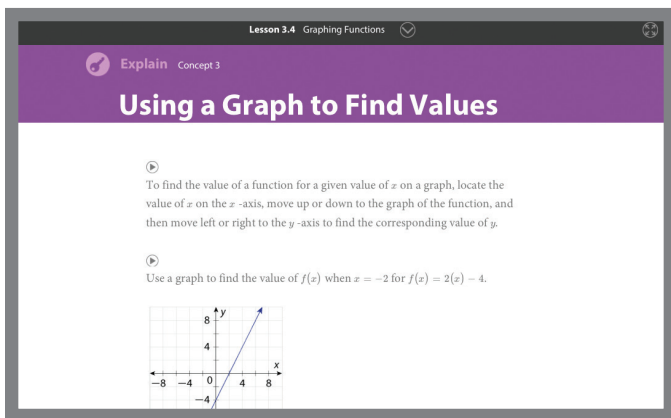 Lesson 3.4 Graphing Functions
Explain Concept 3
Using a Graph to Find Values
To find the value of a function for a given value of x on a graph, locate the
value of x on the x -axis, move up or down to the graph of the function, and
then move left or right to the y -axis to find the corresponding value of y.
Use a graph to find the value of f(x) when x = −2 for f(x) = 2(x) − 4.
y
8
4
x
−8 −4 0 4 8
−4